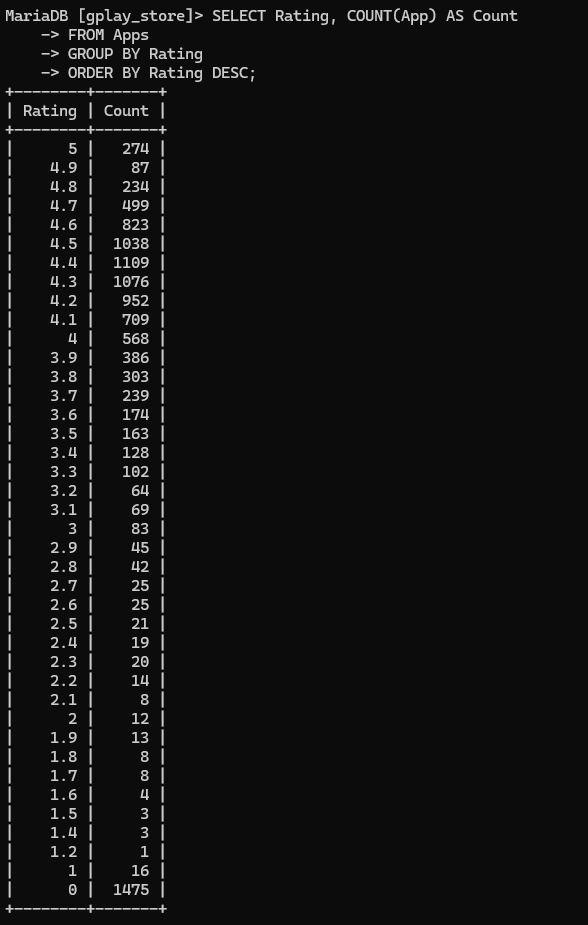 MariaDB [gplay_store]> SELECT Rating, COUNT(App) AS Count
    -> FROM Apps
    -> GROUP BY Rating
    -> ORDER BY Rating DESC;
+--------+-------+
| Rating | Count |
+--------+-------+
|      5 |   274 |
|    4.9 |    87 |
|    4.8 |   234 |
|    4.7 |   499 |
|    4.6 |   823 |
|    4.5 |  1038 |
|    4.4 |  1109 |
|    4.3 |  1076 |
|    4.2 |   952 |
|    4.1 |   709 |
|      4 |   568 |
|    3.9 |   386 |
|    3.8 |   303 |
|    3.7 |   239 |
|    3.6 |   174 |
|    3.5 |   163 |
|    3.4 |   128 |
|    3.3 |   102 |
|    3.2 |    64 |
|    3.1 |    69 |
|      3 |    83 |
|    2.9 |    45 |
|    2.8 |    42 |
|    2.7 |    25 |
|    2.6 |    25 |
|    2.5 |    21 |
|    2.4 |    19 |
|    2.3 |    20 |
|    2.2 |    14 |
|    2.1 |     8 |
|      2 |    12 |
|    1.9 |    13 |
|    1.8 |     8 |
|    1.7 |     8 |
|    1.6 |     4 |
|    1.5 |     3 |
|    1.4 |     3 |
|    1.2 |     1 |
|      1 |    16 |
|      0 |  1475 |
+--------+-------+